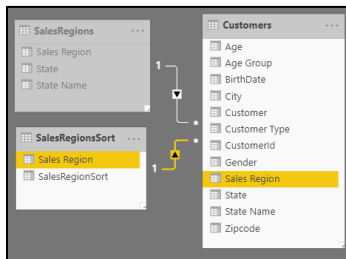 SalesRegions ...
Sales Region
State
State Name
1
SalesRegionsSort ...
Sales Region
SalesRegionSort
1
Customers ...
Age
Age Group
BirthDate
City
Customer
Customer Type
CustomerId
Gender
Sales Region
State
State Name
Zipcode